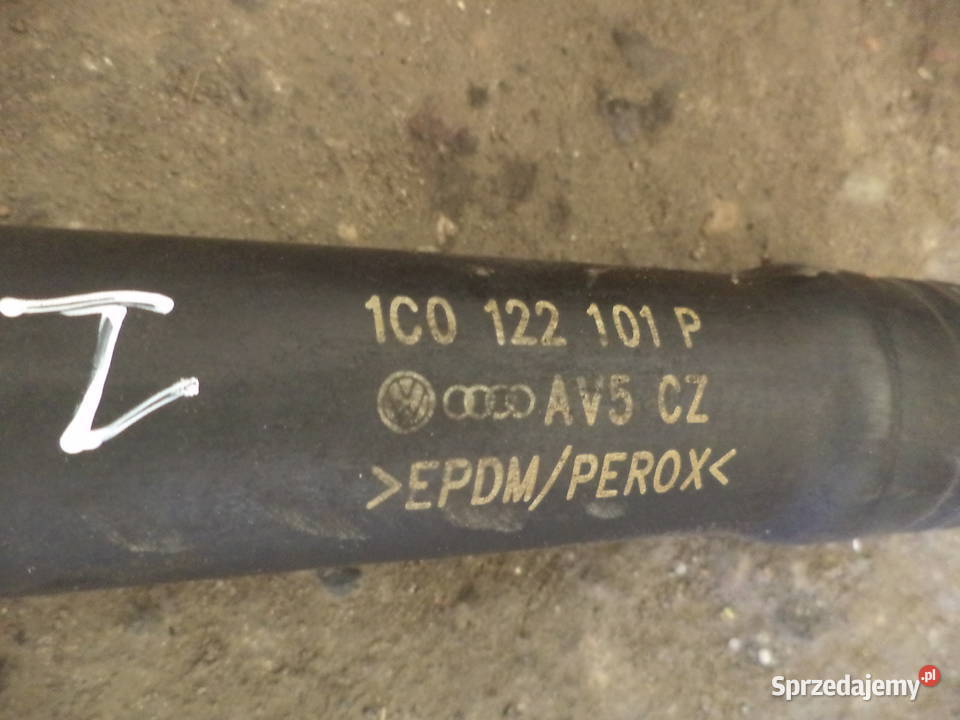 1C0 122 101 P
AV5 CZ
>EPDM/PEROX<
Sprzedajemy.pl